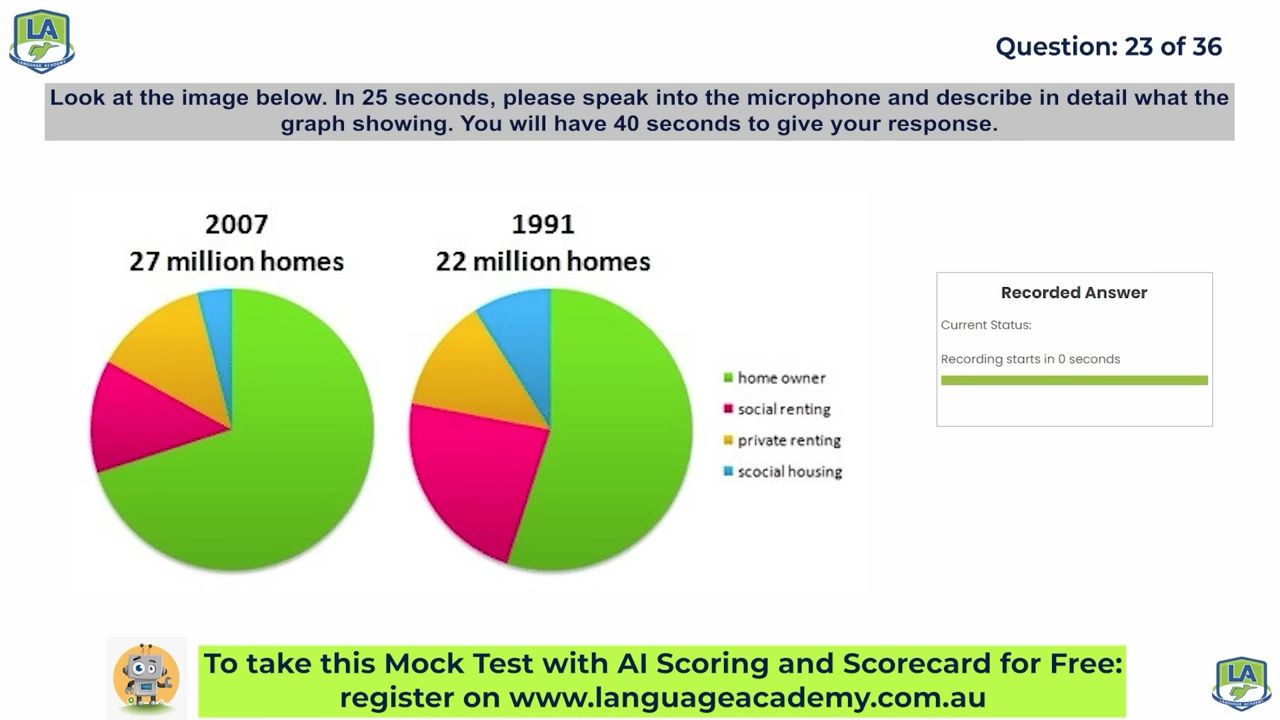 LA
LANGUAGE ACADEMY
Question: 23 of 36
Look at the image below. In 25 seconds, please speak into the microphone and describe in detail what the
graph showing. You will have 40 seconds to give your response.
2007
27 million homes
1991
22 million homes
home owner
social renting
private renting
scocial housing
Recorded Answer
Current Status:
Recording starts in 0 seconds
To take this Mock Test with AI Scoring and Scorecard for Free:
register on www.languageacademy.com.au
LA
LANGUAGE ACADEMY